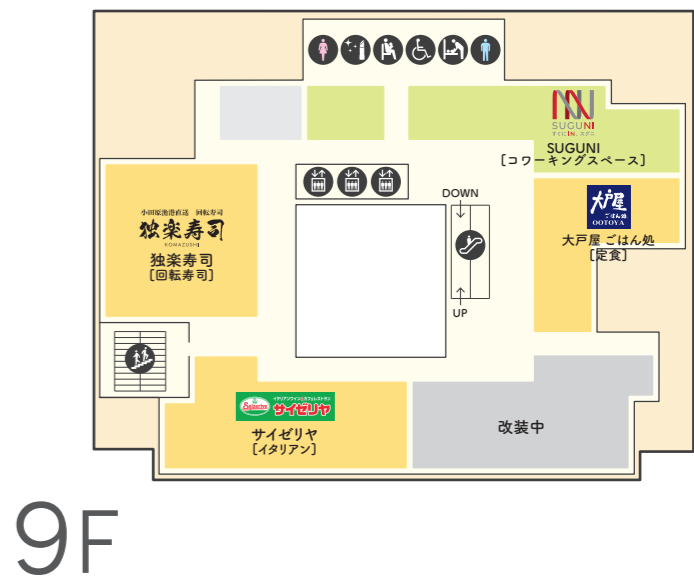 SUGUNI
すぐにIN. スグニ
SUGUNI
[コワーキングスペース]
小田原漁港直送 回転寿司
独楽寿司
KOMAZUSHI
独楽寿司
[回転寿司]
DOWN
UP
大戸屋
ごはん処
OOTOYA
大戸屋 ごはん処
[定食]
イタリアンワイン&カフェレストラン
Saizeriya
サイゼリヤ
サイゼリヤ
[イタリアン]
改装中
9F